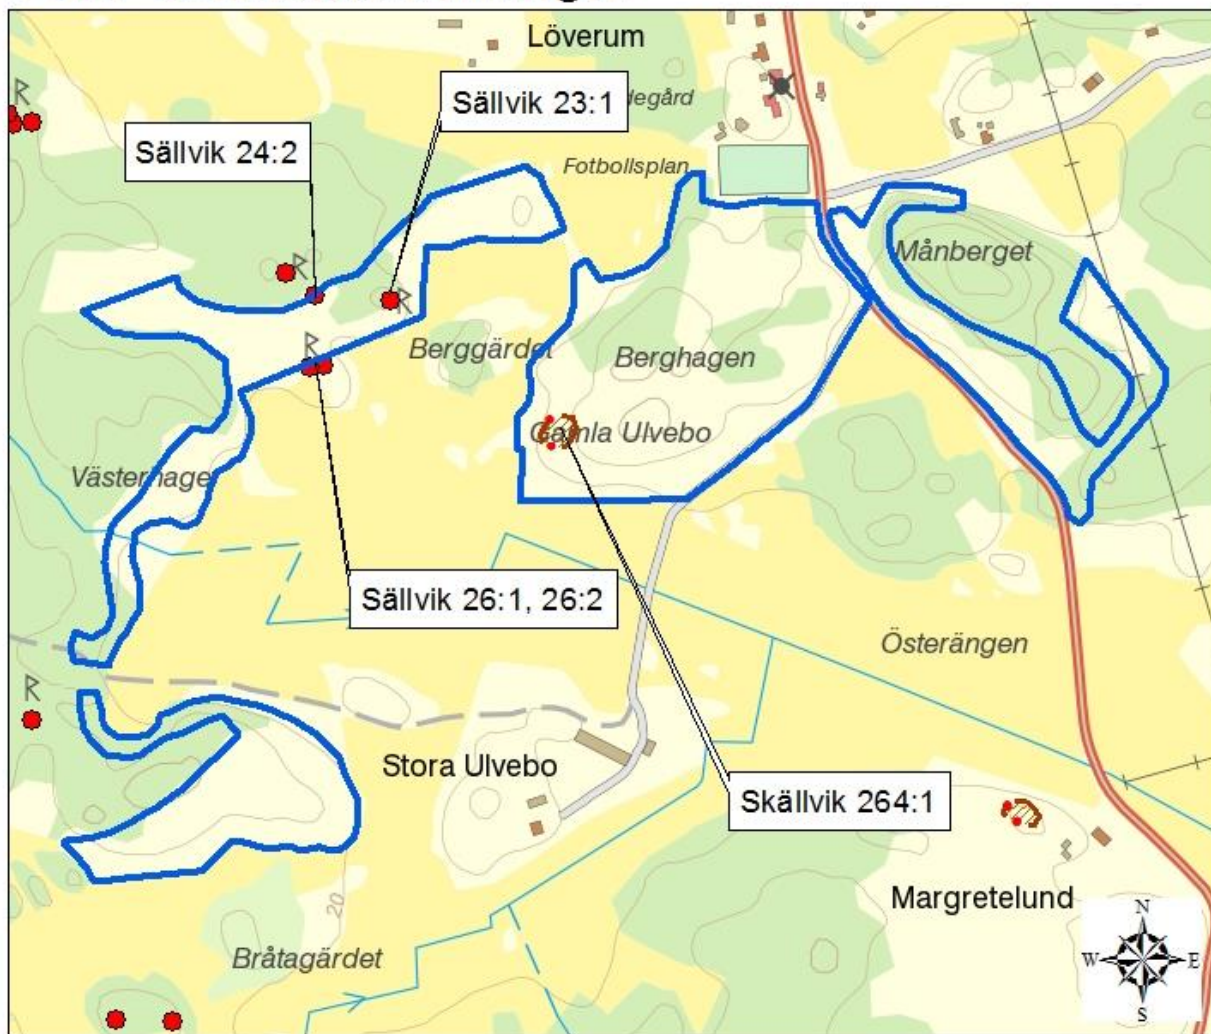 Löverum
Sällvik 23:1
degård
Sällvik 24:2
Fotbollsplan
Månberget
Berggärdet
Berghagen
Gamla Ulvebo
Västerhage
Sällvik 26:1, 26:2
Österängen
Stora Ulvebo
Skällvik 264:1
Margretelund
20
Bråtagärdet
N
W E
S
R
R
R
R
R